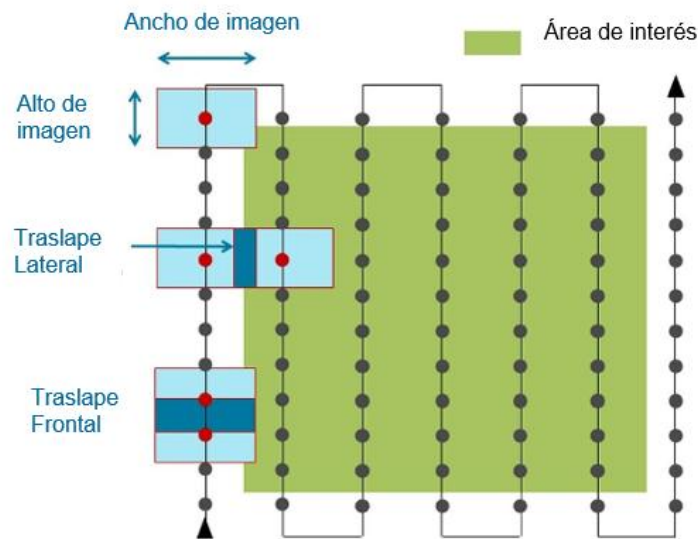 Ancho de imagen
Área de interés
Alto de
imagen
Traslape
Lateral
Traslape
Frontal